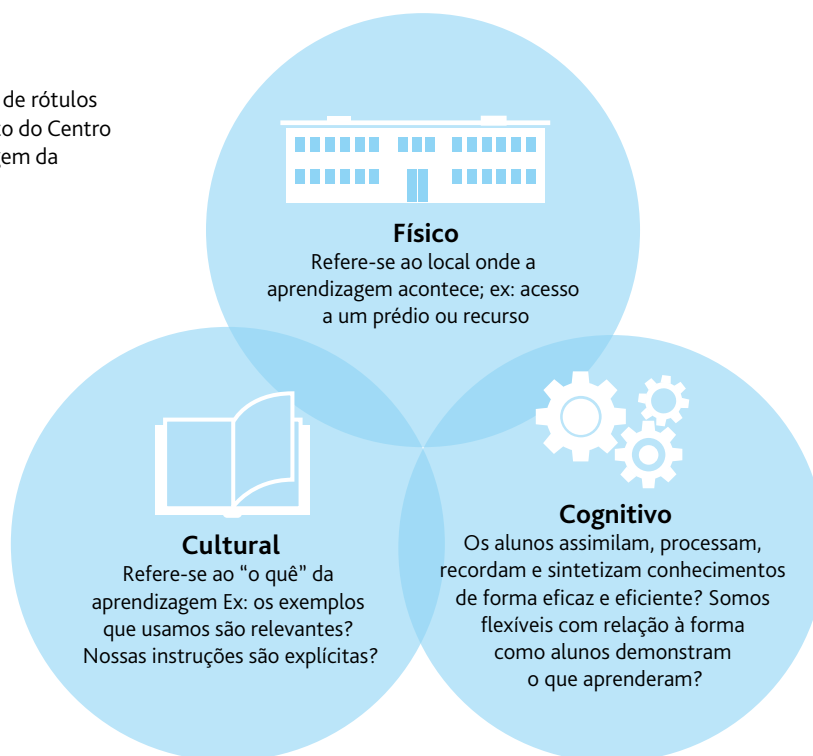 de rótulos
o do Centro
em da
Físico
Refere-se ao local onde a
aprendizagem acontece; ex: acesso
a um prédio ou recurso
Cultural
Refere-se ao “o quê” da
aprendizagem Ex: os exemplos
que usamos são relevantes?
Nossas instruções são explícitas?
Cognitivo
Os alunos assimilam, processam,
recordam e sintetizam conhecimentos
de forma eficaz e eficiente? Somos
flexíveis com relação à forma
como alunos demonstram
o que aprenderam?